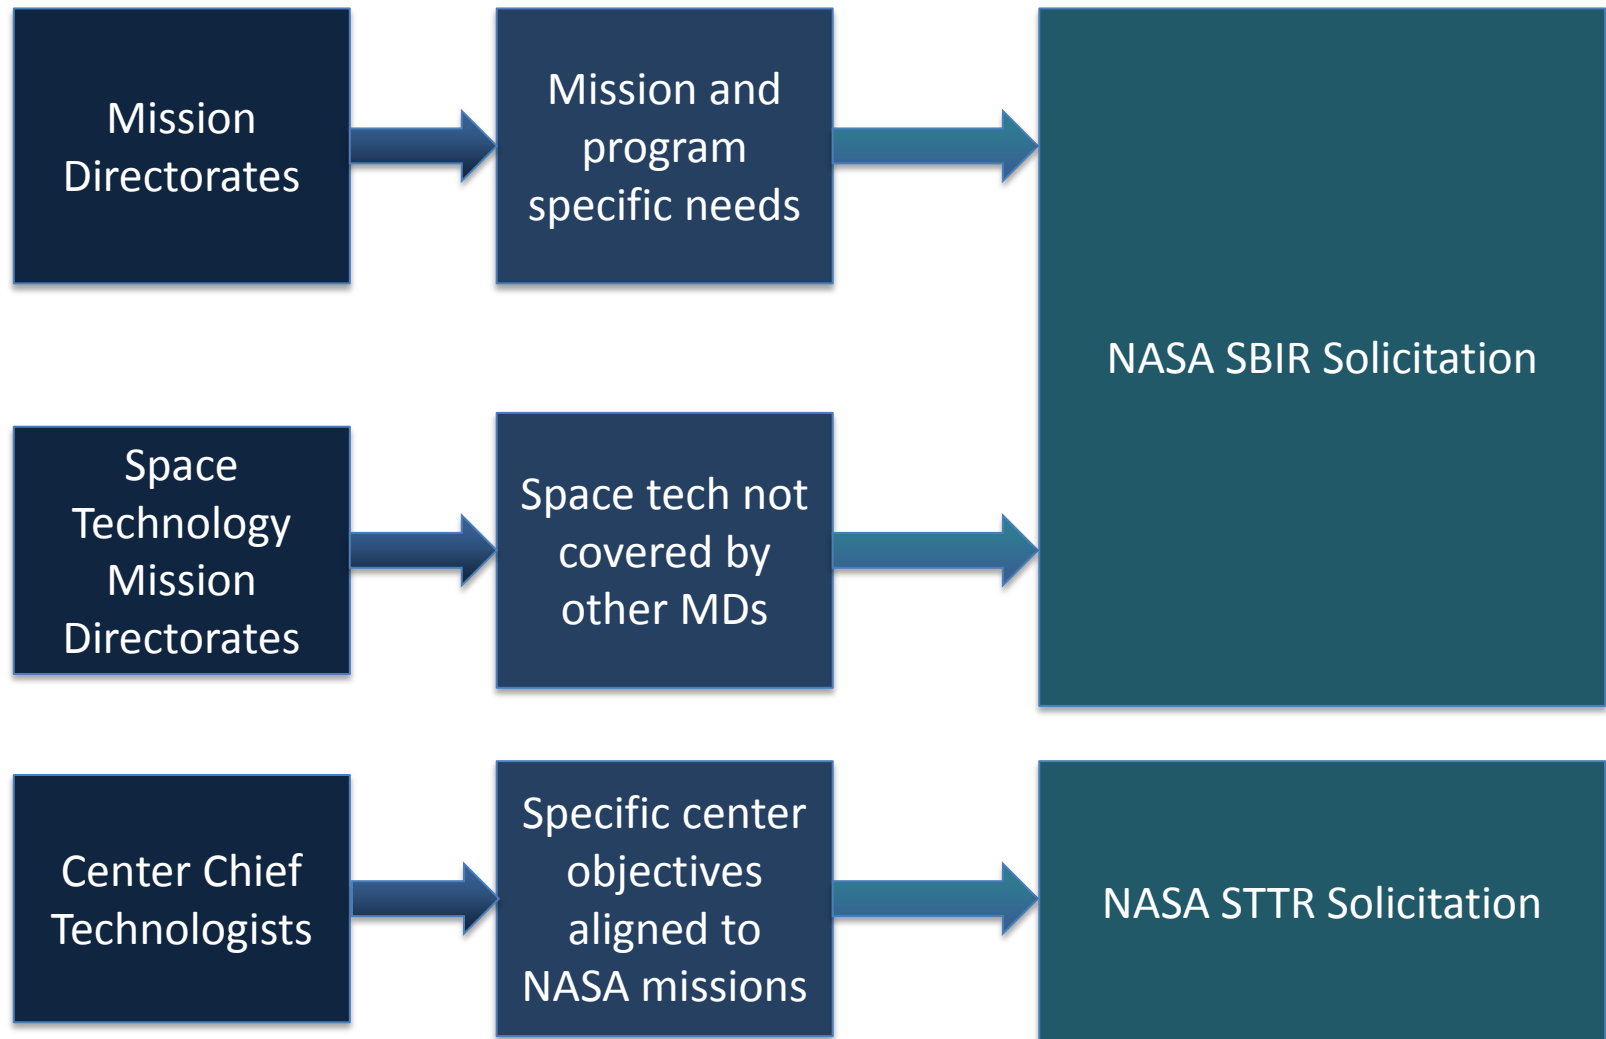 Mission
Directorates
Mission and
program
specific needs
NASA SBIR Solicitation
Space
Technology
Mission
Directorates
Space tech not
covered by
other MDs
Center Chief
Technologists
Specific center
objectives
aligned to
NASA missions
NASA STTR Solicitation